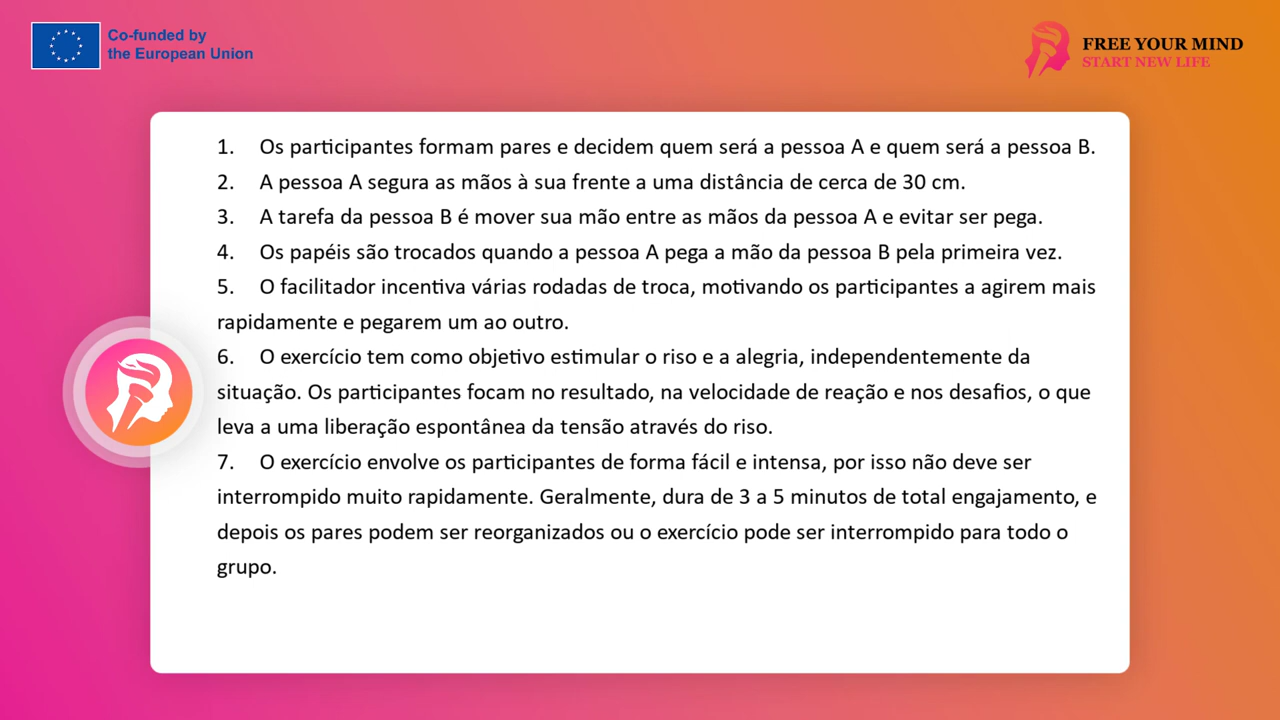 Co-funded by
the European Union
FREE YOUR MIND
START NEW LIFE
1. Os participantes formam pares e decidem quem será a pessoa A e quem será a pessoa B.
2. A pessoa A segura as mãos à sua frente a uma distância de cerca de 30 cm.
3. A tarefa da pessoa B é mover sua mão entre as mãos da pessoa A e evitar ser pega.
4. Os papéis são trocados quando a pessoa A pega a mão da pessoa B pela primeira vez.
5. O facilitador incentiva várias rodadas de troca, motivando os participantes a agirem mais
rapidamente e pegarem um ao outro.
6. O exercício tem como objetivo estimular o riso e a alegria, independentemente da
situação. Os participantes focam no resultado, na velocidade de reação e nos desafios, o que
leva a uma liberação espontânea da tensão através do riso.
7. O exercício envolve os participantes de forma fácil e intensa, por isso não deve ser
interrompido muito rapidamente. Geralmente, dura de 3 a 5 minutos de total engajamento, e
depois os pares podem ser reorganizados ou o exercício pode ser interrompido para todo o
grupo.